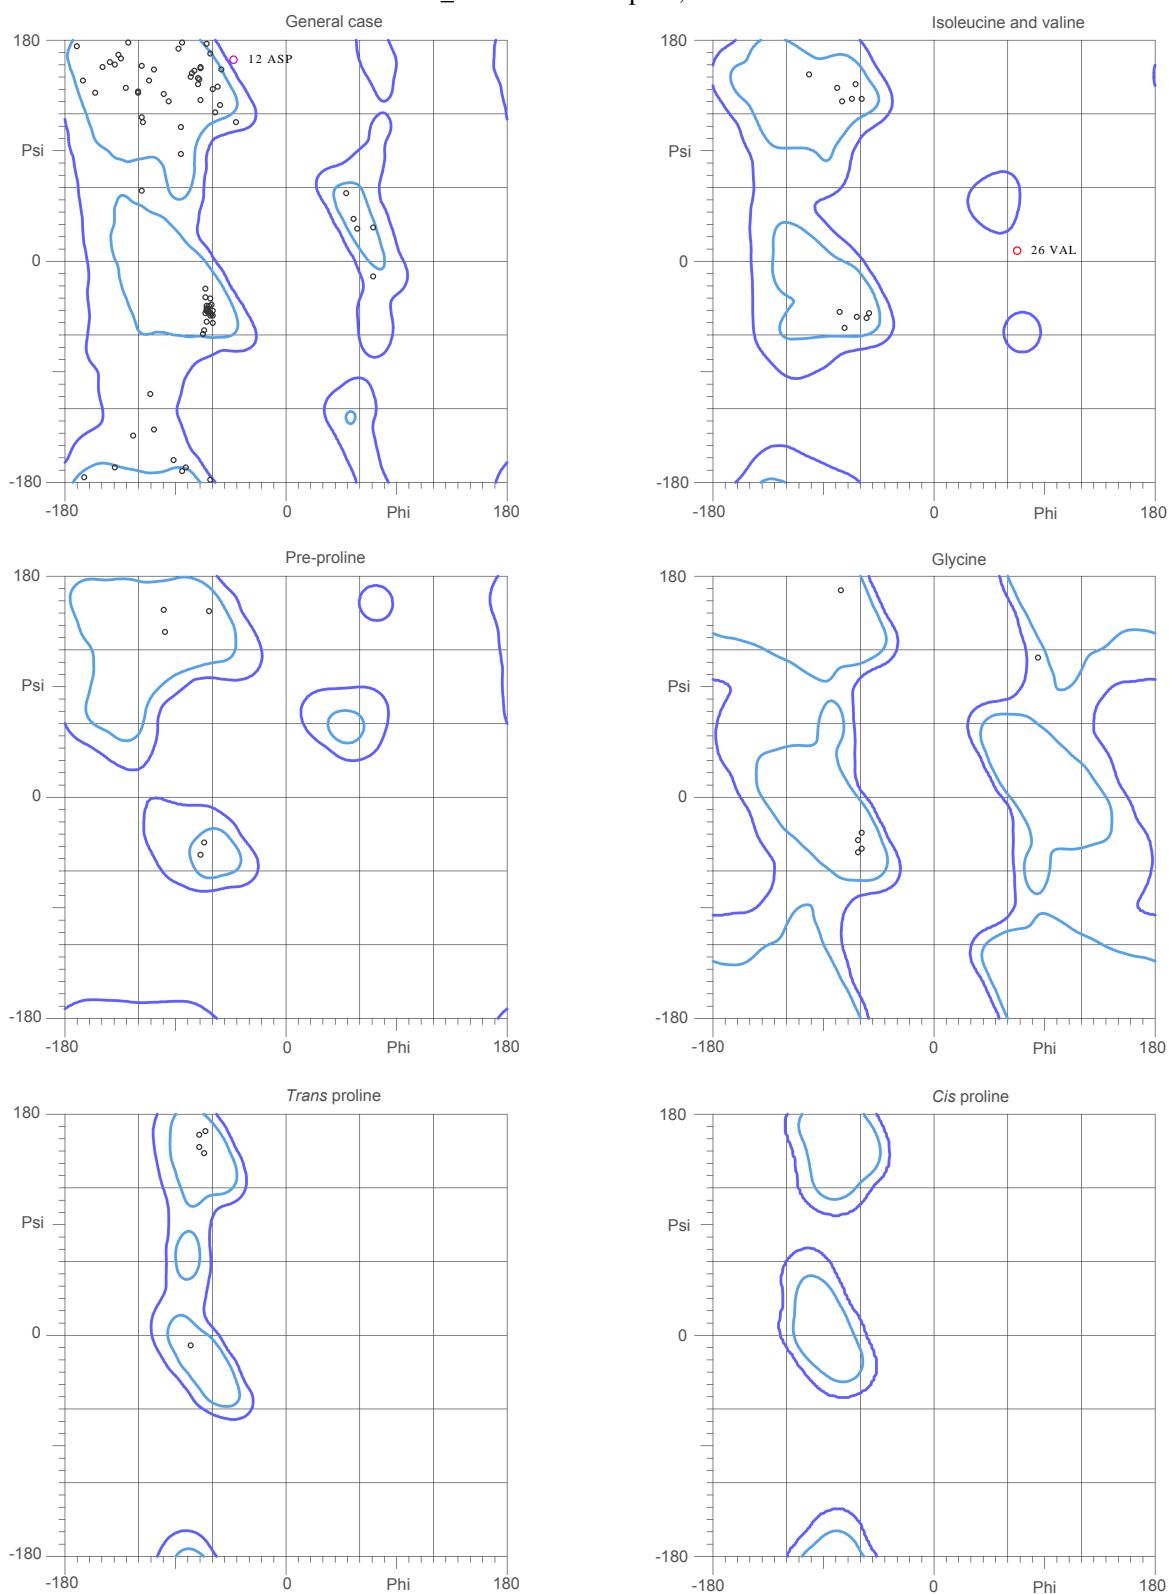 General case
Isoleucine and valine
180
12 ASP
Psi
0
-180
-180
0
Phi
180
180
Psi
26 VAL
0
-180
-180
0
Phi
180
Pre-proline
Glycine
180
Psi
0
-180
-180
0
Phi
180
180
Psi
0
-180
-180
0
Phi
180
Trans proline
Cis proline
180
Psi
0
-180
-180
0
Phi
180
180
Psi
0
-180
-180
0
Phi
180